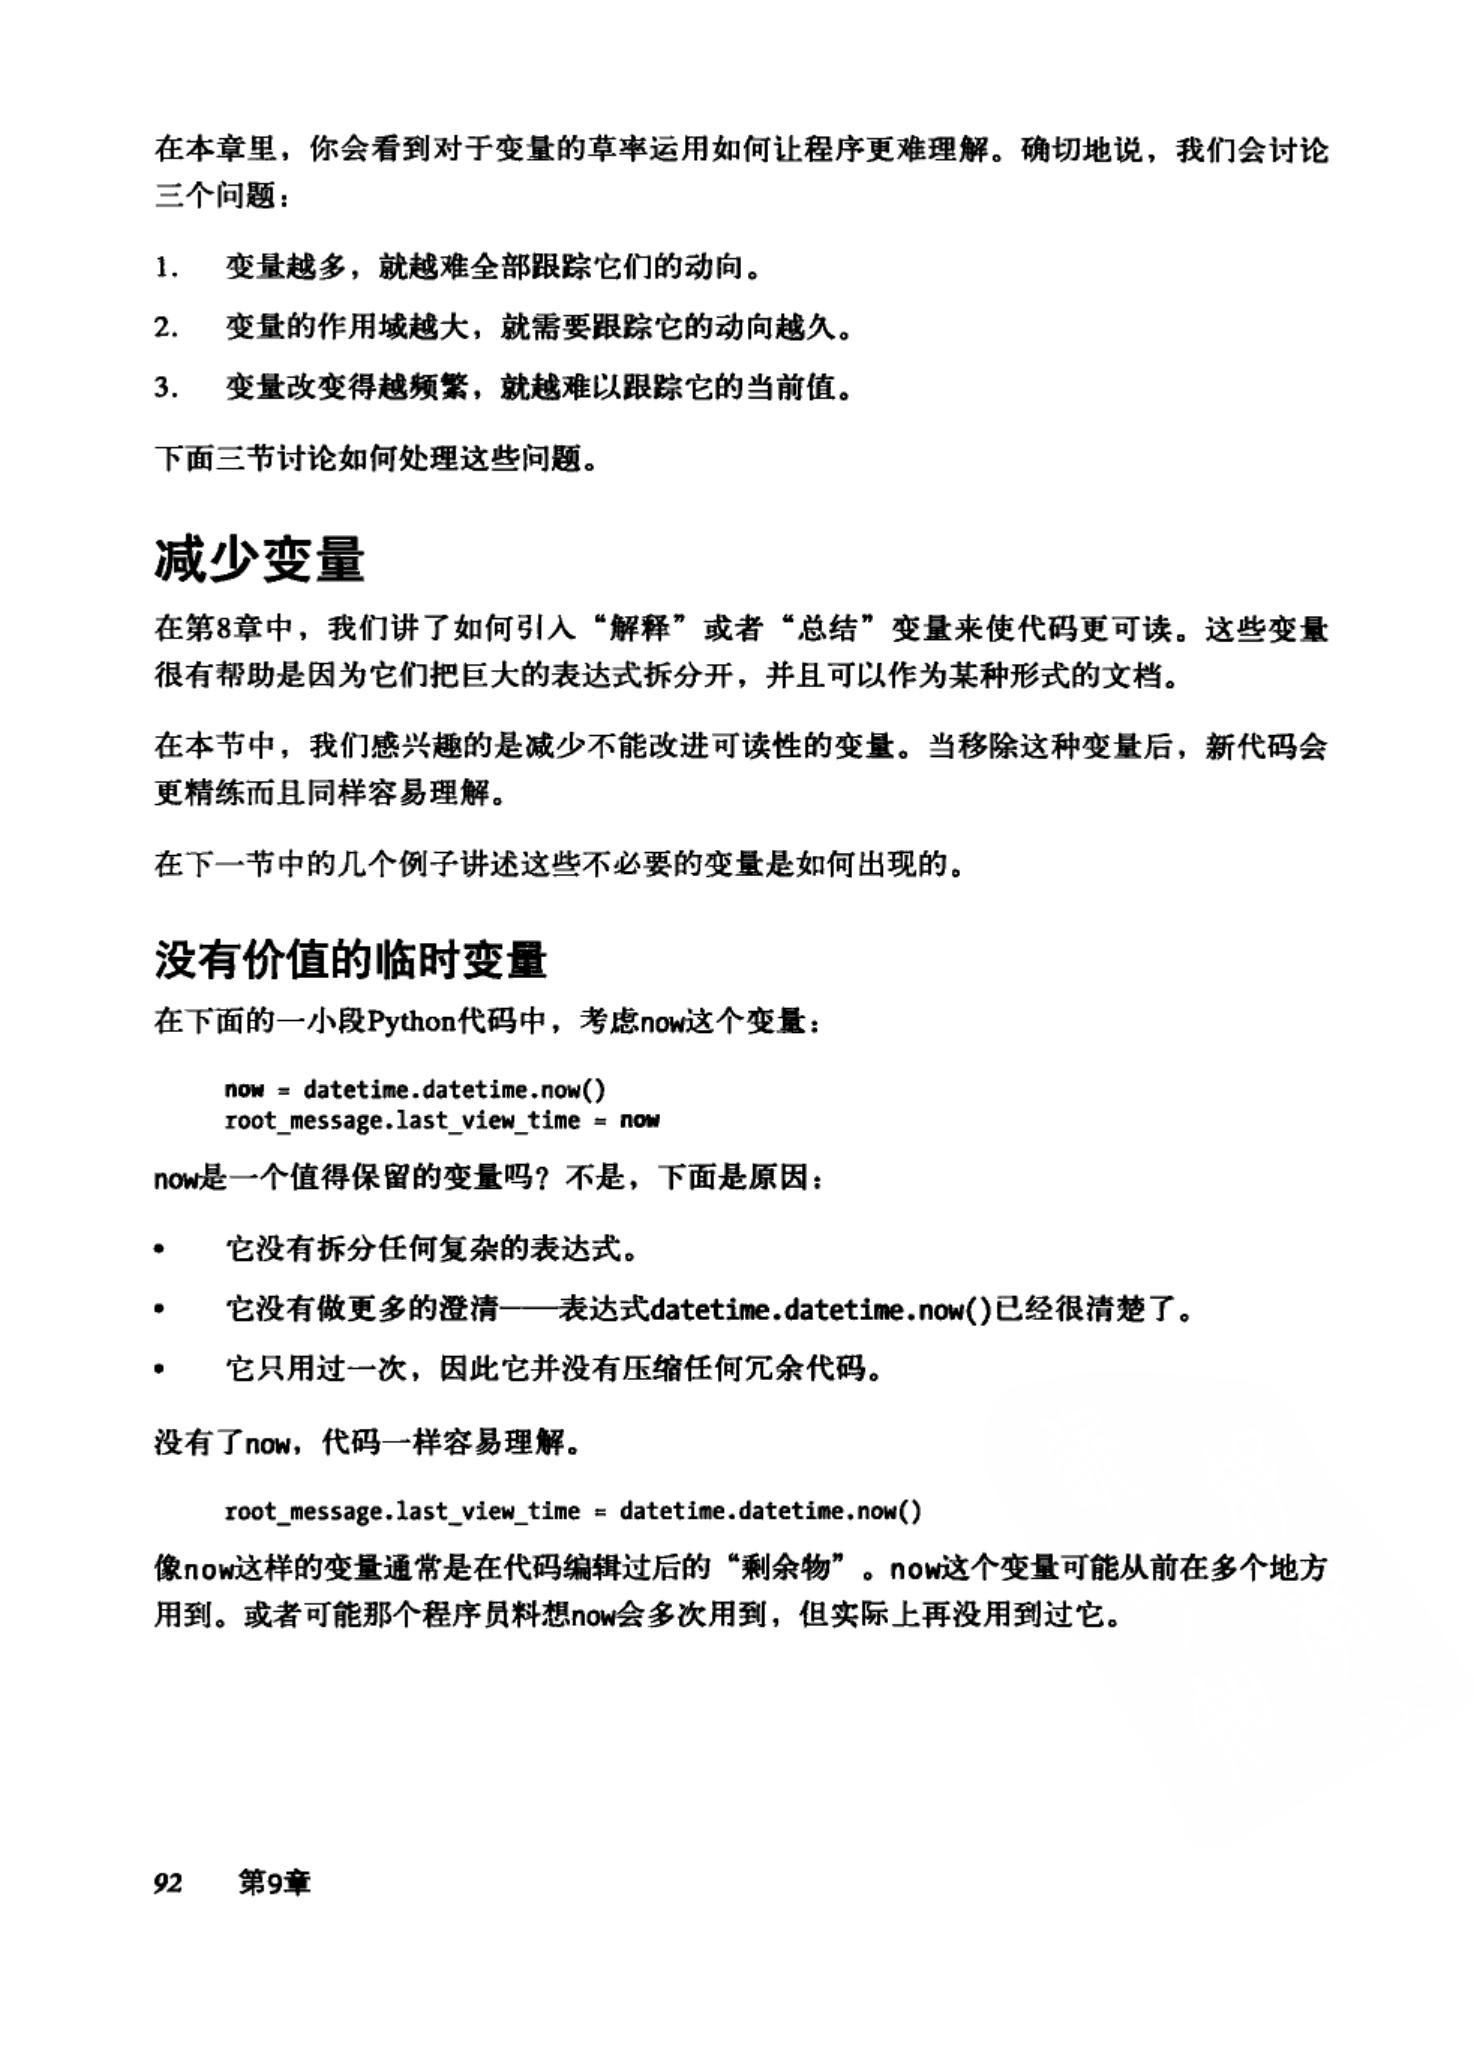 在本章里，你会看到对于变量的草率运用如何让程序更难理解。确切地说，我们会讨论
三个问题：
1. 变量越多，就越难全部跟踪它们的动向。
2. 变量的作用域越大，就需要跟踪它的动向越久。
3. 变量改变得越频繁，就越难以跟踪它的当前值。
下面三节讨论如何处理这些问题。
减少变量
在第8章中，我们讲了如何引入“解释”或者“总结”变量来使代码更可读。这些变量
很有帮助是因为它们把巨大的表达式拆分开，并且可以作为某种形式的文档。
在本节中，我们感兴趣的是减少不能改进可读性的变量。当移除这种变量后，新代码会
更精练而且同样容易理解。
在下一节中的几个例子讲述这些不必要的变量是如何出现的。
没有价值的临时变量
在下面的一小段Python代码中，考虑now这个变量：
now = datetime.datetime.now()
root_message.last_view_time = now
now是一个值得保留的变量吗？不是，下面是原因：
• 它没有拆分任何复杂的表达式。
• 它没有做更多的澄清——表达式datetime.datetime.now()已经很清楚了。
• 它只用过一次，因此它并没有压缩任何冗余代码。
没有了now，代码一样容易理解。
root_message.last_view_time = datetime.datetime.now()
像now这样的变量通常是在代码编辑过后的“剩余物”。now这个变量可能从前在多个地方
用到。或者可能那个程序员料想now会多次用到，但实际上再没用到过它。
92 第9章